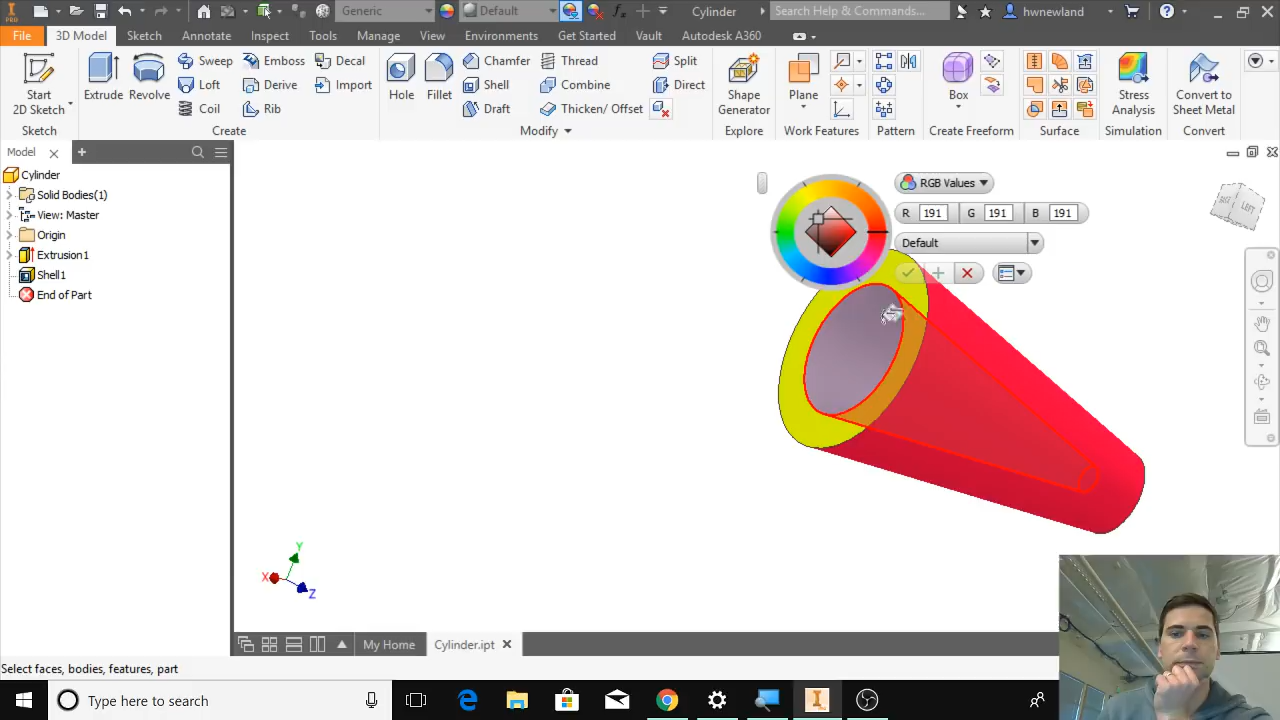 PRO Generic Default fx Cylinder Search Help & Commands... hwnewland
File 3D Model Sketch Annotate Inspect Tools Manage View Environments Get Started Vault Autodesk A360
Start 2D Sketch
Extrude Revolve
Sweep Emboss Decal
Loft Derive Import
Coil Rib
Hole Fillet
Chamfer Thread Split
Shell Combine Direct
Draft Thicken/ Offset
Shape Generator
Plane
Box
Stress Analysis
Convert to Sheet Metal
Sketch Create Modify Explore Work Features Pattern Create Freeform Surface Simulation Convert
Model
Cylinder
Solid Bodies(1)
View: Master
Origin
Extrusion1
Shell1
End of Part
RGB Values
R 191 G 191 B 191
Default
LEFT
Y
X
Z
My Home Cylinder.ipt
Select faces, bodies, features, part
Type here to search